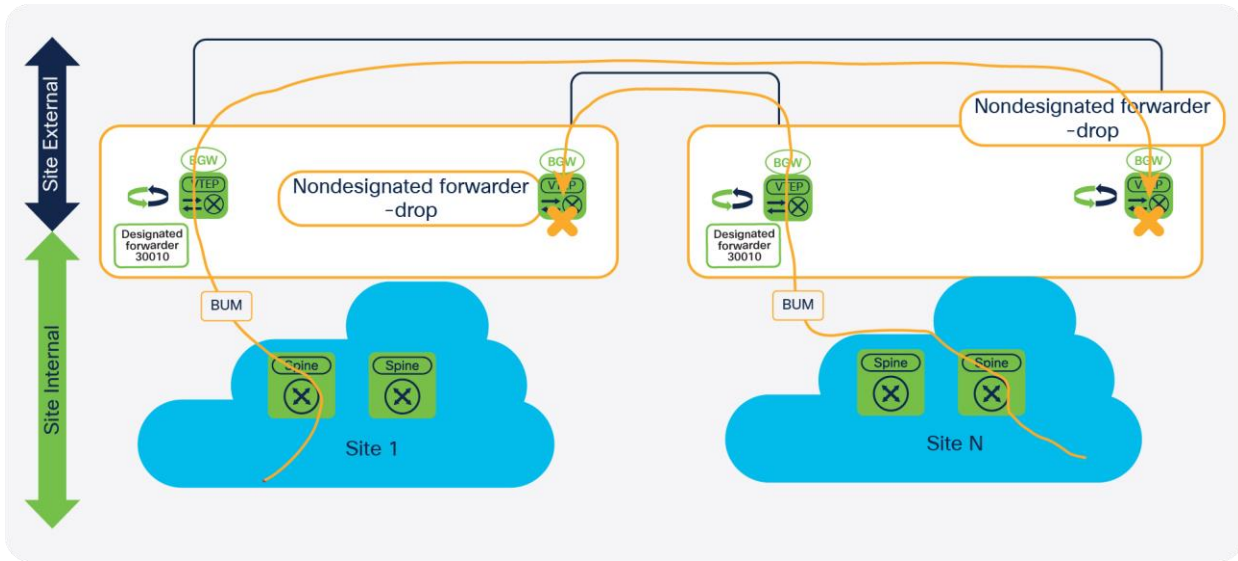 Site External
Site Internal
Nondesignated forwarder
-drop
Nondesignated forwarder
-drop
BGW
VTEP
BGW
VTEP
BGW
VTEP
BGW
VTEP
Designated
forwarder
30010
Designated
forwarder
30010
BUM
BUM
Spine
Spine
Site 1
Spine
Spine
Site N